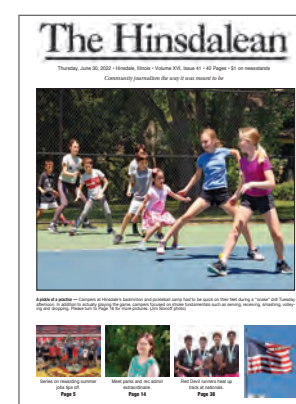 The Hinsdalean
Thursday, June 30, 2022 • Hinsdale, Illinois • Volume XVI, Issue 41 • 40 Pages • $1 on newsstands
Community journalism the way it was meant to be
A pickle of a practice — Campers at Hinsdale's badminton and pickleball camp had to be quick on their feet during a "snake" drill Tuesday
afternoon. In addition to actually playing the game, campers focused on stroke fundamentals such as serving, receiving, smashing, volley-
ing and dropping. Please turn to Page 16 for more pictures. (Jim Slonoff photo)
Series on rewarding summer
jobs tips off.
Page 5
Meet parks and rec admin
extraordinaire.
Page 14
Red Devil runners heat up
track at nationals.
Page 38